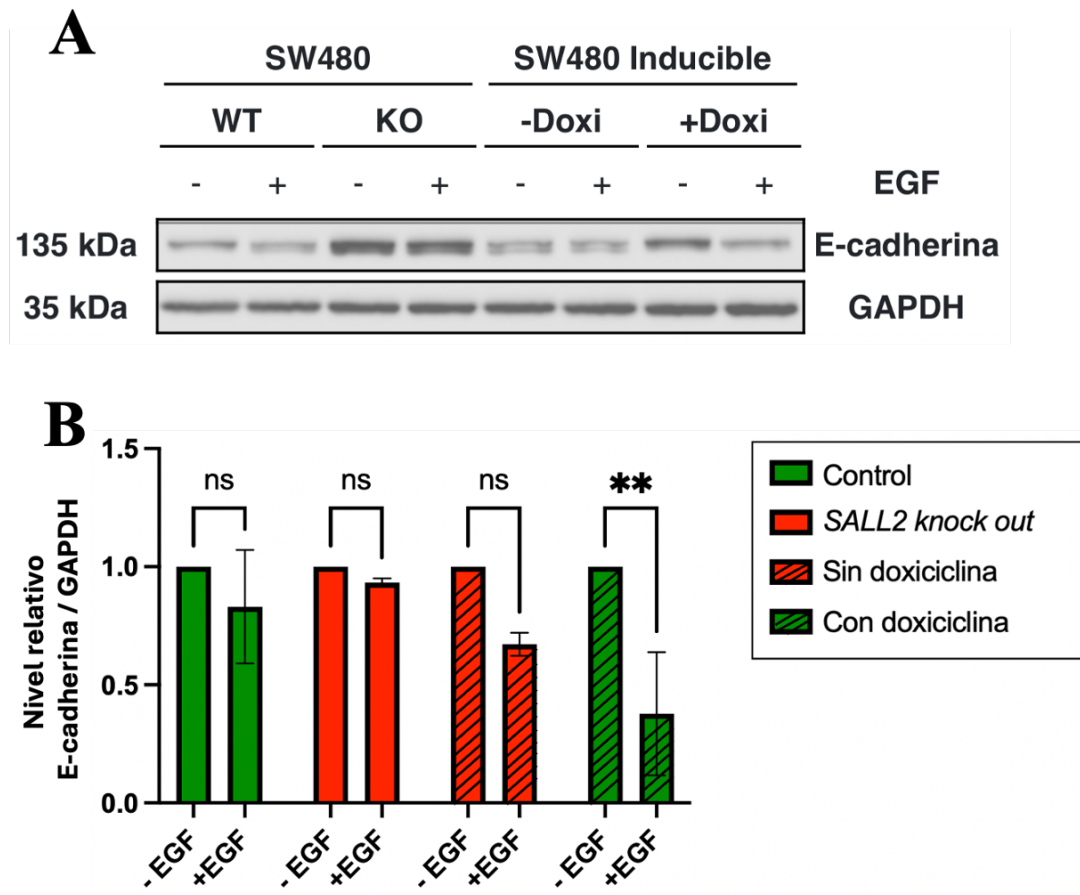 A
SW480 SW480 Inducible
WT KO -Doxi +Doxi
- + - + - + - + EGF
135 kDa E-cadherina
35 kDa GAPDH
B
Nivel relativo
E-cadherina / GAPDH
1.5
1.0
0.5
0.0
ns ns ns **
- EGF +EGF - EGF +EGF - EGF +EGF - EGF +EGF
Control
SALL2 knock out
Sin doxiciclina
Con doxiciclina